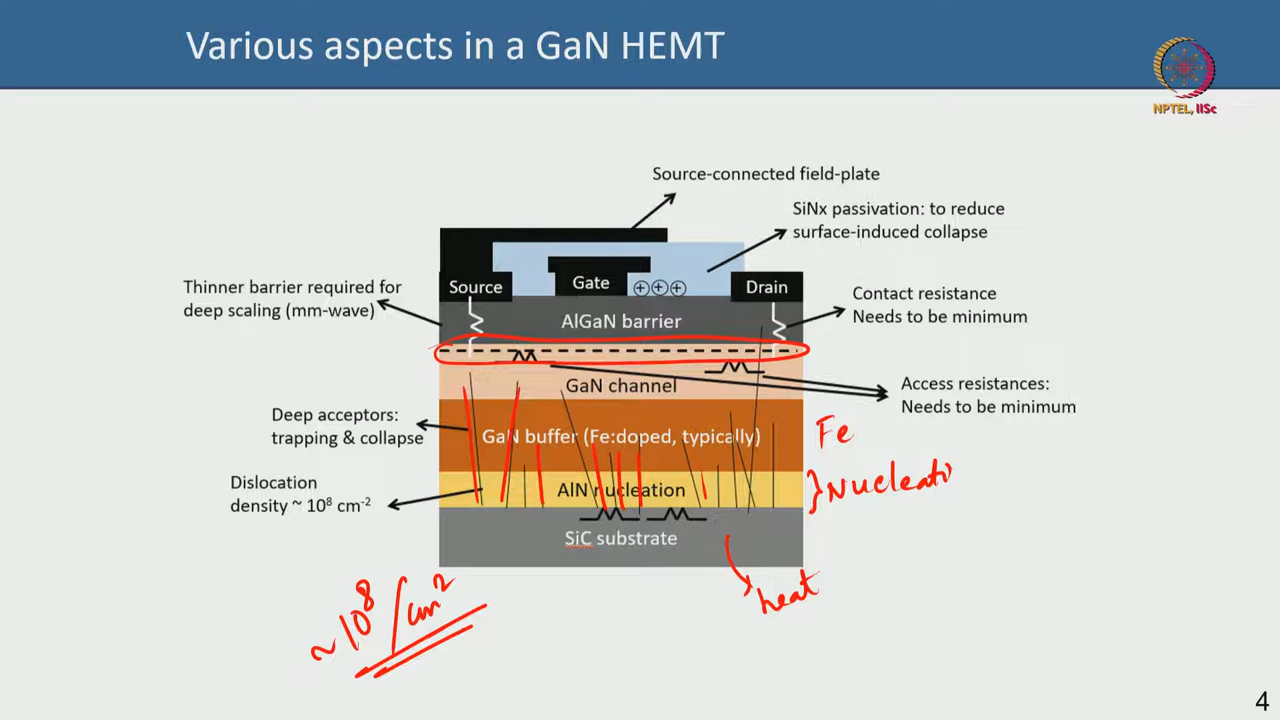 Various aspects in a GaN HEMT
NPTEL, IISc
Source-connected field-plate
SiNx passivation: to reduce
surface-induced collapse
Thinner barrier required for
deep scaling (mm-wave)
Source
Gate
Drain
Contact resistance
Needs to be minimum
AlGaN barrier
GaN channel
Access resistances:
Needs to be minimum
Deep acceptors:
trapping & collapse
GaN buffer (Fe:doped, typically)
Fe
Dislocation
density ~ 10⁸ cm⁻²
AlN nucleation
}Nucleati
SiC substrate
heat
~10⁸/cm²
4